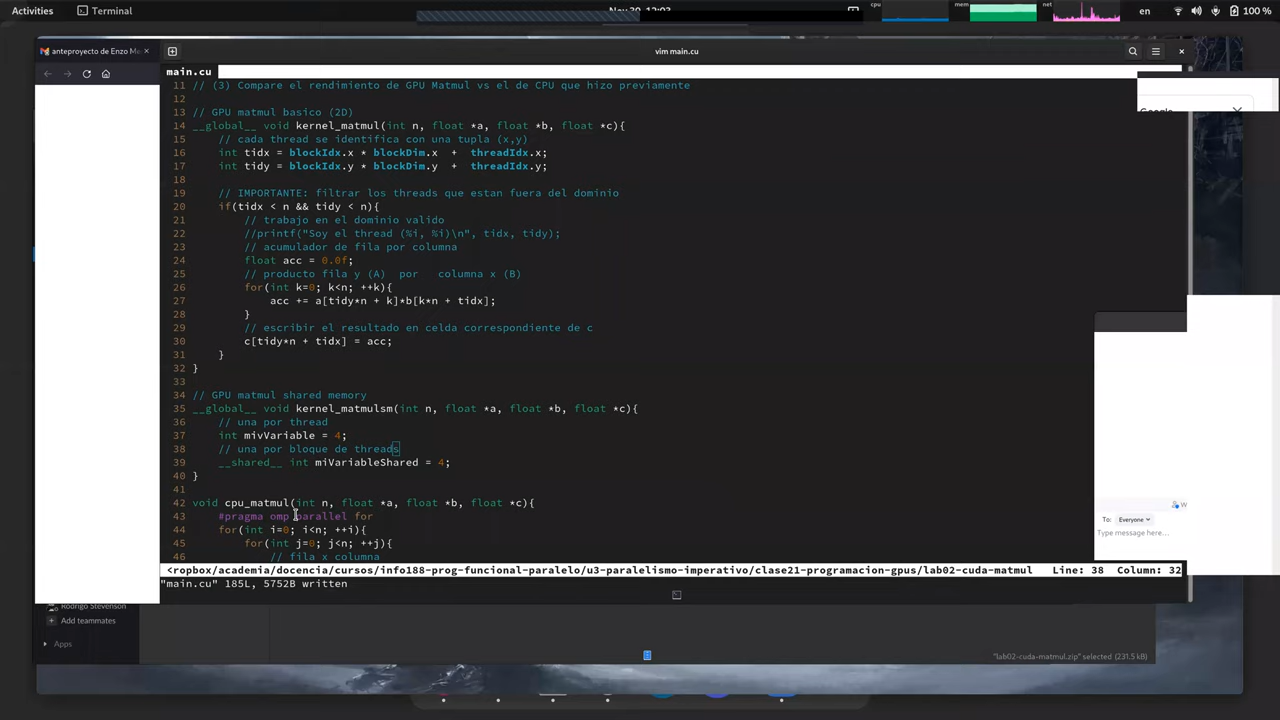 Activities
Terminal
Nov 30 12:03
cpu
mem
net
en
100 %
anteproyecto de Enzo Me
vim main.cu
main.cu
11 // (3) Compare el rendimiento de GPU Matmul vs el de CPU que hizo previamente
12
13 // GPU matmul basico (2D)
14 __global__ void kernel_matmul(int n, float *a, float *b, float *c){
15 // cada thread se identifica con una tupla (x,y)
16 int tidx = blockIdx.x * blockDim.x + threadIdx.x;
17 int tidy = blockIdx.y * blockDim.y + threadIdx.y;
18
19 // IMPORTANTE: filtrar los threads que estan fuera del dominio
20 if(tidx < n && tidy < n){
21 // trabajo en el dominio valido
22 //printf("Soy el thread (%i, %i)\n", tidx, tidy);
23 // acumulador de fila por columna
24 float acc = 0.0f;
25 // producto fila y (A) por columna x (B)
26 for(int k=0; k<n; ++k){
27 acc += a[tidy*n + k]*b[k*n + tidx];
28 }
29 // escribir el resultado en celda correspondiente de c
30 c[tidy*n + tidx] = acc;
31 }
32 }
33
34 // GPU matmul shared memory
35 __global__ void kernel_matmulsm(int n, float *a, float *b, float *c){
36 // una por thread
37 int mivVariable = 4;
38 // una por bloque de threads
39 __shared__ int miVariableShared = 4;
40 }
41
42 void cpu_matmul(int n, float *a, float *b, float *c){
43 #pragma omp parallel for
44 for(int i=0; i<n; ++i){
45 for(int j=0; j<n; ++j){
46 // fila x columna
<ropbox/academia/docencia/cursos/info188-prog-funcional-paralelo/u3-paralelismo-imperativo/clase21-programacion-gpus/lab02-cuda-matmul Line: 38 Column: 32
"main.cu" 185L, 5752B written
Google
W
To: Everyone
Type message here...
Rodrigo Stevenson
Add teammates
Apps
"lab02-cuda-matmul.zip" selected (231.5 kB)